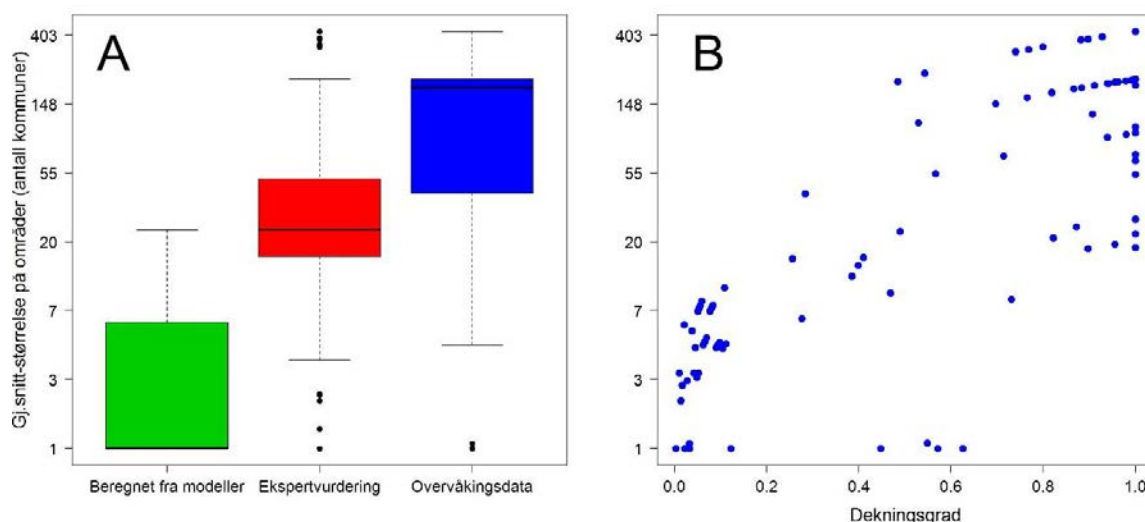 A
B
Gj.snitt-størrelse på områder (antall kommuner)
403
148
55
20
7
3
1
Beregnet fra modeller
Ekspertvurdering
Overvåkingsdata
403
148
55
20
7
3
1
0.0
0.2
0.4
0.6
0.8
1.0
Dekningsgrad